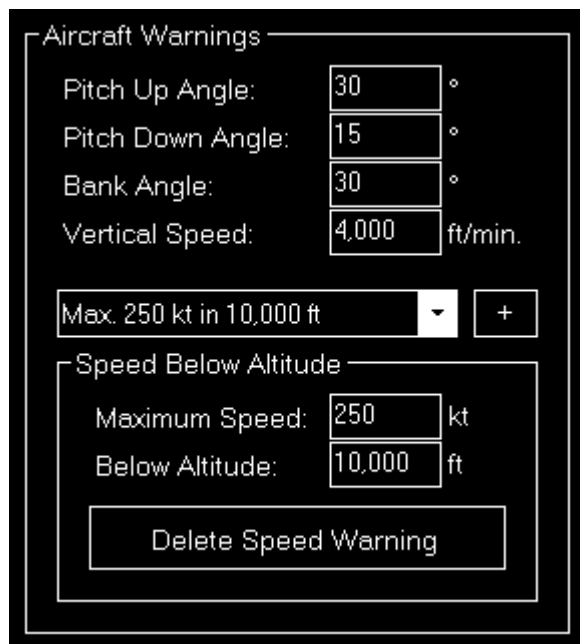 Aircraft Warnings
Pitch Up Angle: 30 °
Pitch Down Angle: 15 °
Bank Angle: 30 °
Vertical Speed: 4,000 ft/min.
Max. 250 kt in 10,000 ft +
Speed Below Altitude
Maximum Speed: 250 kt
Below Altitude: 10,000 ft
Delete Speed Warning